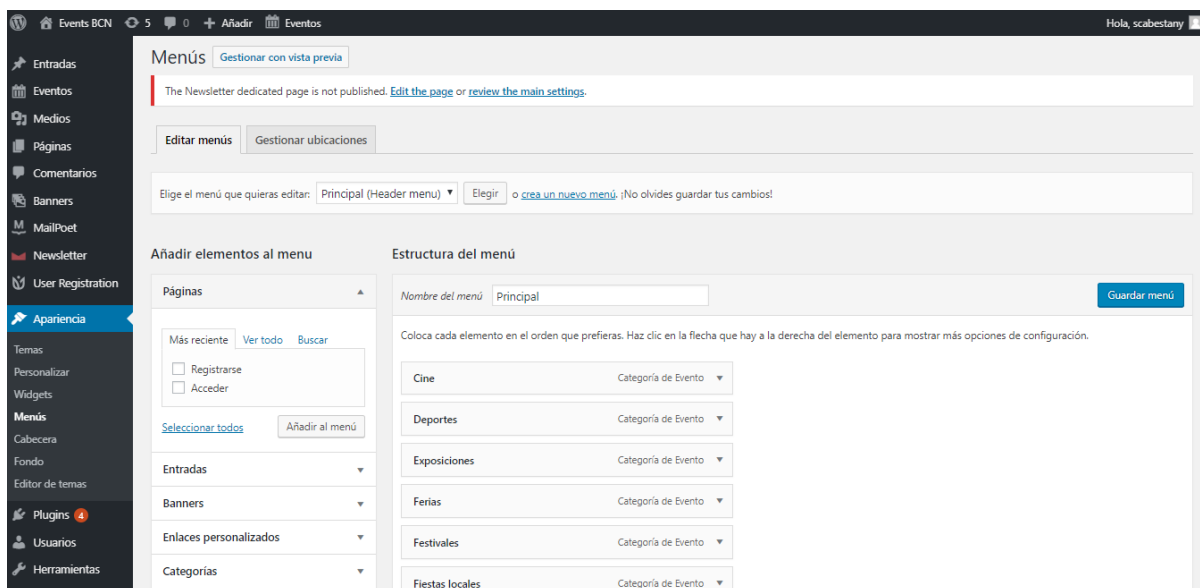 Events BCN 5 0 + Añadir Eventos Hola, scabestany
Entradas
Eventos
Medios
Páginas
Comentarios
Banners
MailPoet
Newsletter
User Registration
Apariencia
Temas
Personalizar
Widgets
Menús
Cabecera
Fondo
Editor de temas
Plugins 4
Usuarios
Herramientas
Menús Gestionar con vista previa
The Newsletter dedicated page is not published. Edit the page or review the main settings.
Editar menús Gestionar ubicaciones
Elige el menú que quieras editar: Principal (Header menu) Elegir o crea un nuevo menú. ¡No olvides guardar tus cambios!
Añadir elementos al menu
Páginas
Más reciente Ver todo Buscar
Registrarse
Acceder
Seleccionar todos Añadir al menú
Entradas
Banners
Enlaces personalizados
Categorías
Estructura del menú
Nombre del menú Principal Guardar menú
Coloca cada elemento en el orden que prefieras. Haz clic en la flecha que hay a la derecha del elemento para mostrar más opciones de configuración.
Cine Categoría de Evento
Deportes Categoría de Evento
Exposiciones Categoría de Evento
Ferias Categoría de Evento
Festivales Categoría de Evento
Fiestas locales Categoría de Evento